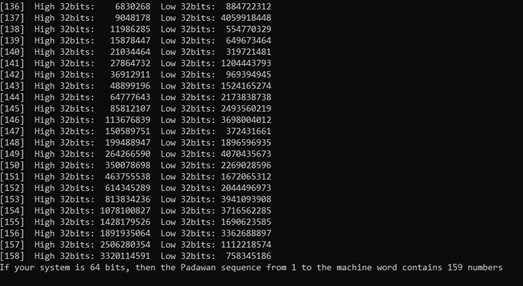 [136] High 32bits: 6830268 Low 32bits: 884722312
[137] High 32bits: 9048178 Low 32bits: 4059918448
[138] High 32bits: 11986285 Low 32bits: 554770329
[139] High 32bits: 15878447 Low 32bits: 649673464
[140] High 32bits: 21034464 Low 32bits: 319721481
[141] High 32bits: 27864732 Low 32bits: 1204443793
[142] High 32bits: 36912911 Low 32bits: 969394945
[143] High 32bits: 48899196 Low 32bits: 1524165274
[144] High 32bits: 64777643 Low 32bits: 2173838738
[145] High 32bits: 85812107 Low 32bits: 2493560219
[146] High 32bits: 113676839 Low 32bits: 3698004012
[147] High 32bits: 150589751 Low 32bits: 372431661
[148] High 32bits: 199488947 Low 32bits: 1896596935
[149] High 32bits: 264266590 Low 32bits: 4070435673
[150] High 32bits: 350078698 Low 32bits: 2269028596
[151] High 32bits: 463755538 Low 32bits: 1672065312
[152] High 32bits: 614345289 Low 32bits: 2044496973
[153] High 32bits: 813834236 Low 32bits: 3941093908
[154] High 32bits: 1078100827 Low 32bits: 3716562285
[155] High 32bits: 1428179526 Low 32bits: 1690623585
[156] High 32bits: 1891935064 Low 32bits: 3362688897
[157] High 32bits: 2506280354 Low 32bits: 1112218574
[158] High 32bits: 3320114591 Low 32bits: 758345186
If your system is 64 bits, then the Padawan sequence from 1 to the machine word contains 159 numbers